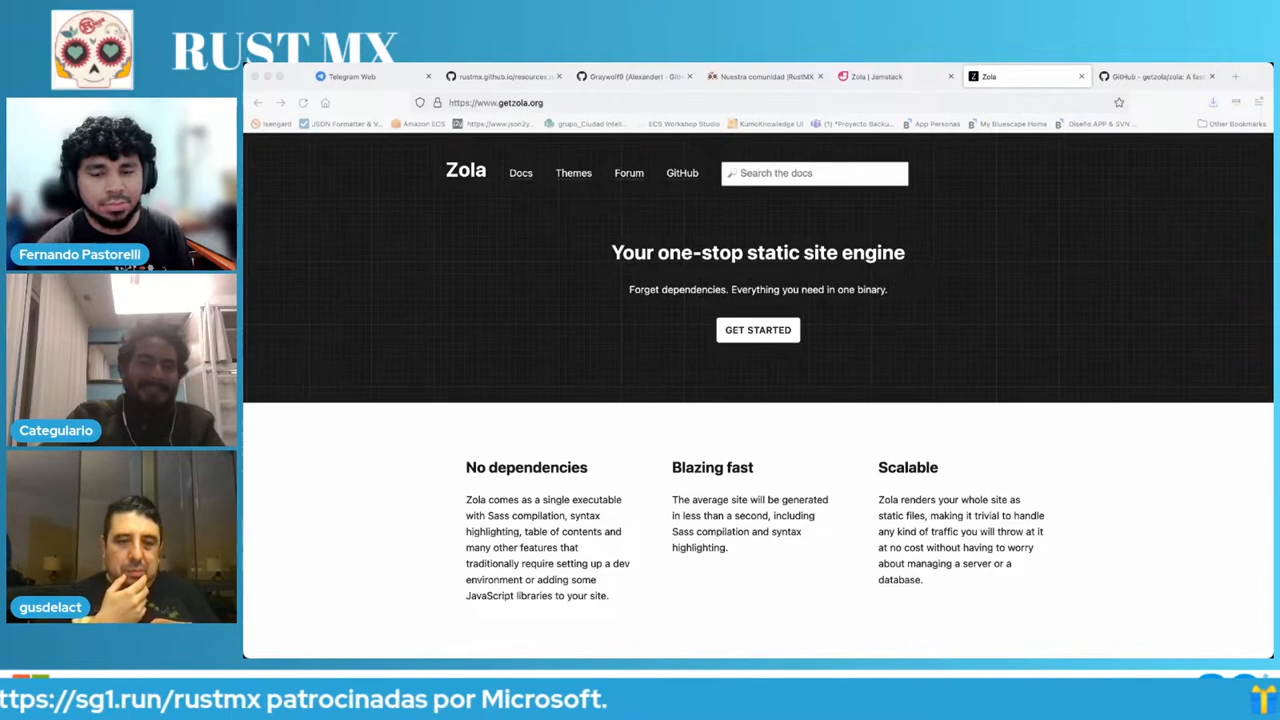 RUST MX
Telegram Web
rustmx.github.io/resources.
Graywolf9 (Alexander) · GitH
Nuestra comunidad |RustMX
Zola | Jamstack
Zola
GitHub - getzola/zola: A fast
https://www.getzola.org
Isengard
JSON Formatter & V...
Amazon ECS
https://www.json2y...
grupo_Ciudad Inteli...
ECS Workshop Studio
KumoKnowledge UI
(1) *Proyecto Backu...
App Personas
My Bluescape Home
Diseño APP & SVN ...
Other Bookmarks
Zola
Docs
Themes
Forum
GitHub
Search the docs
Your one-stop static site engine
Forget dependencies. Everything you need in one binary.
GET STARTED
No dependencies
Zola comes as a single executable
with Sass compilation, syntax
highlighting, table of contents and
many other features that
traditionally require setting up a dev
environment or adding some
JavaScript libraries to your site.
Blazing fast
The average site will be generated
in less than a second, including
Sass compilation and syntax
highlighting.
Scalable
Zola renders your whole site as
static files, making it trivial to handle
any kind of traffic you will throw at it
at no cost without having to worry
about managing a server or a
database.
Fernando Pastorelli
Categulario
gusdelact
ttps://sg1.run/rustmx patrocinadas por Microsoft.